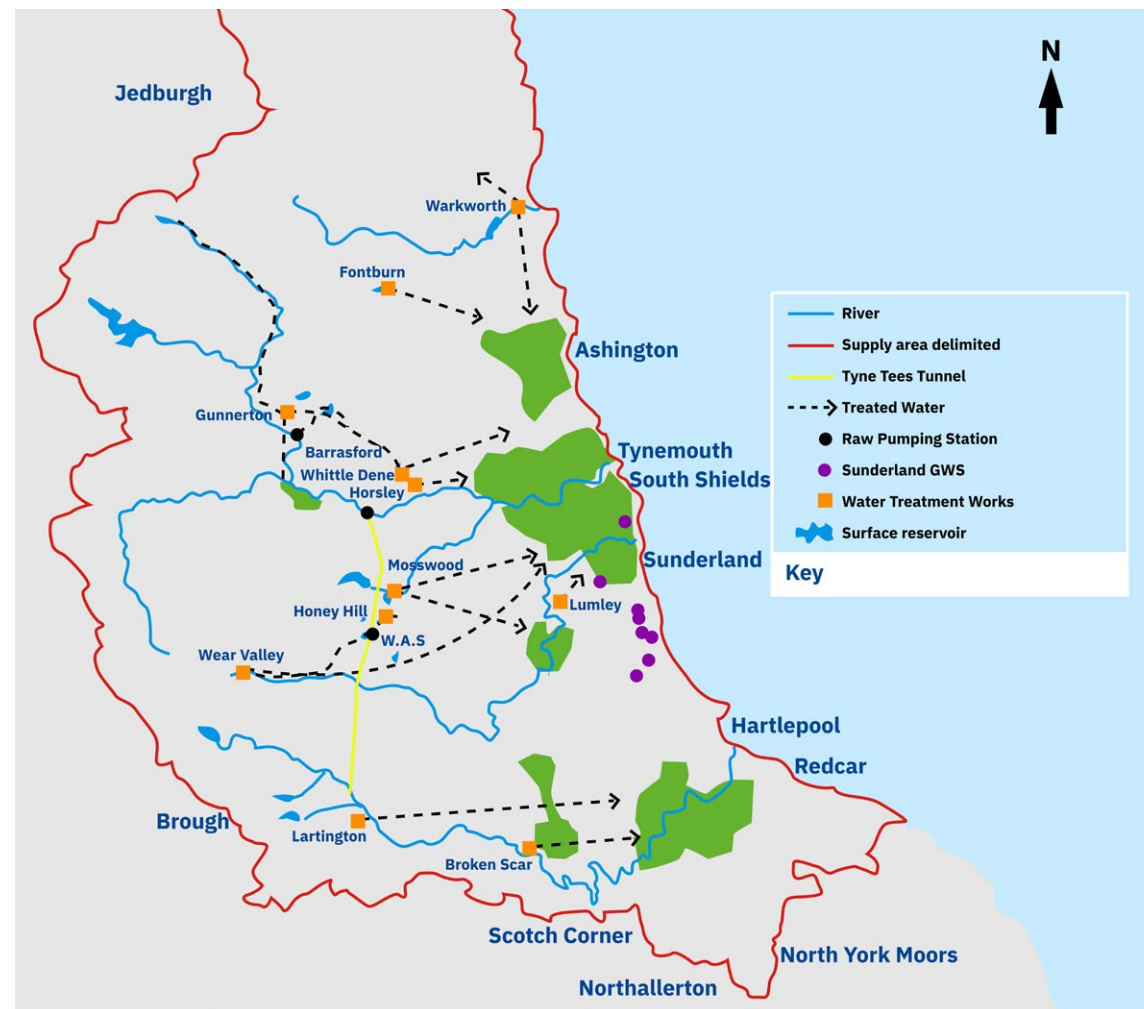 N
Jedburgh
Warkworth
Fontburn
River
Supply area delimited
Ashington
Tyne Tees Tunnel
Treated Water
Gunnerton
Raw Pumping Station
Barrasford
Tynemouth
Sunderland GWS
Whittle Dene
South Shields
Horsley
Water Treatment Works
Surface reservoir
Sunderland
Mosswood
Key
Honey Hill
Lumley
W.A.S
Wear Valley
Hartlepool
Redcar
Brough
Lartington
Broken Scar
Scotch Corner
North York Moors
Northallerton